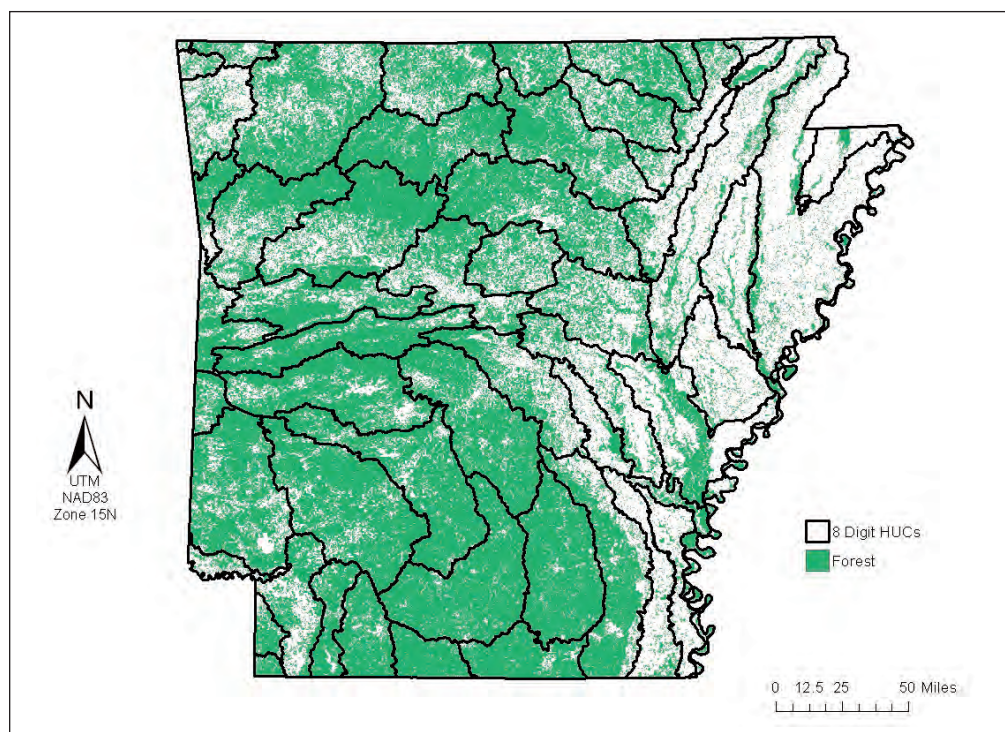 N
UTM
NAD83
Zone 15N
8 Digit HUCs
Forest
0 12.5 25 50 Miles